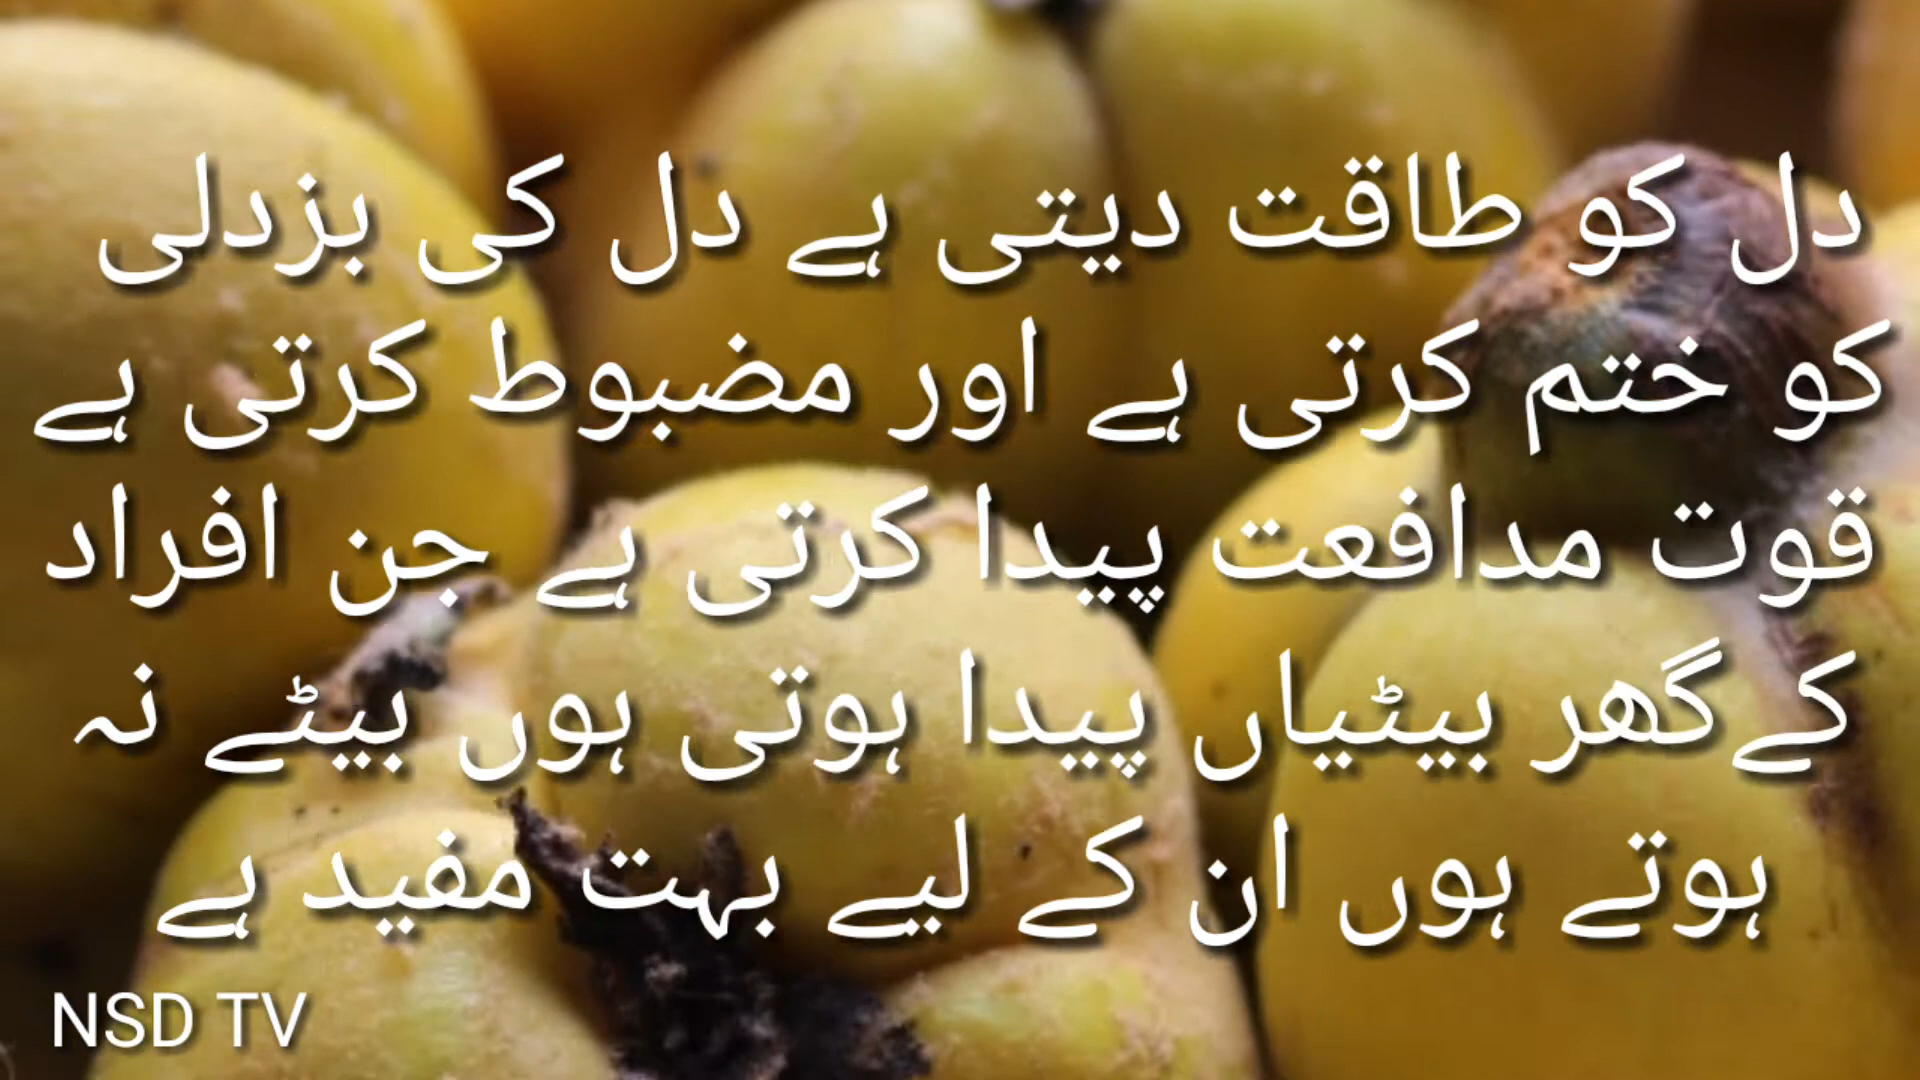 دل کو طاقت دیتی ہے دل کی بزدلی
کو ختم کرتی ہے اور مضبوط کرتی ہے
قوت مدافعت پیدا کرتی ہے جن افراد
کےگھر بیٹیاں پیدا ہوتی ہوں بیٹے نہ
ہوتے ہوں ان کے لیے بہت مفید ہے
NSD TV